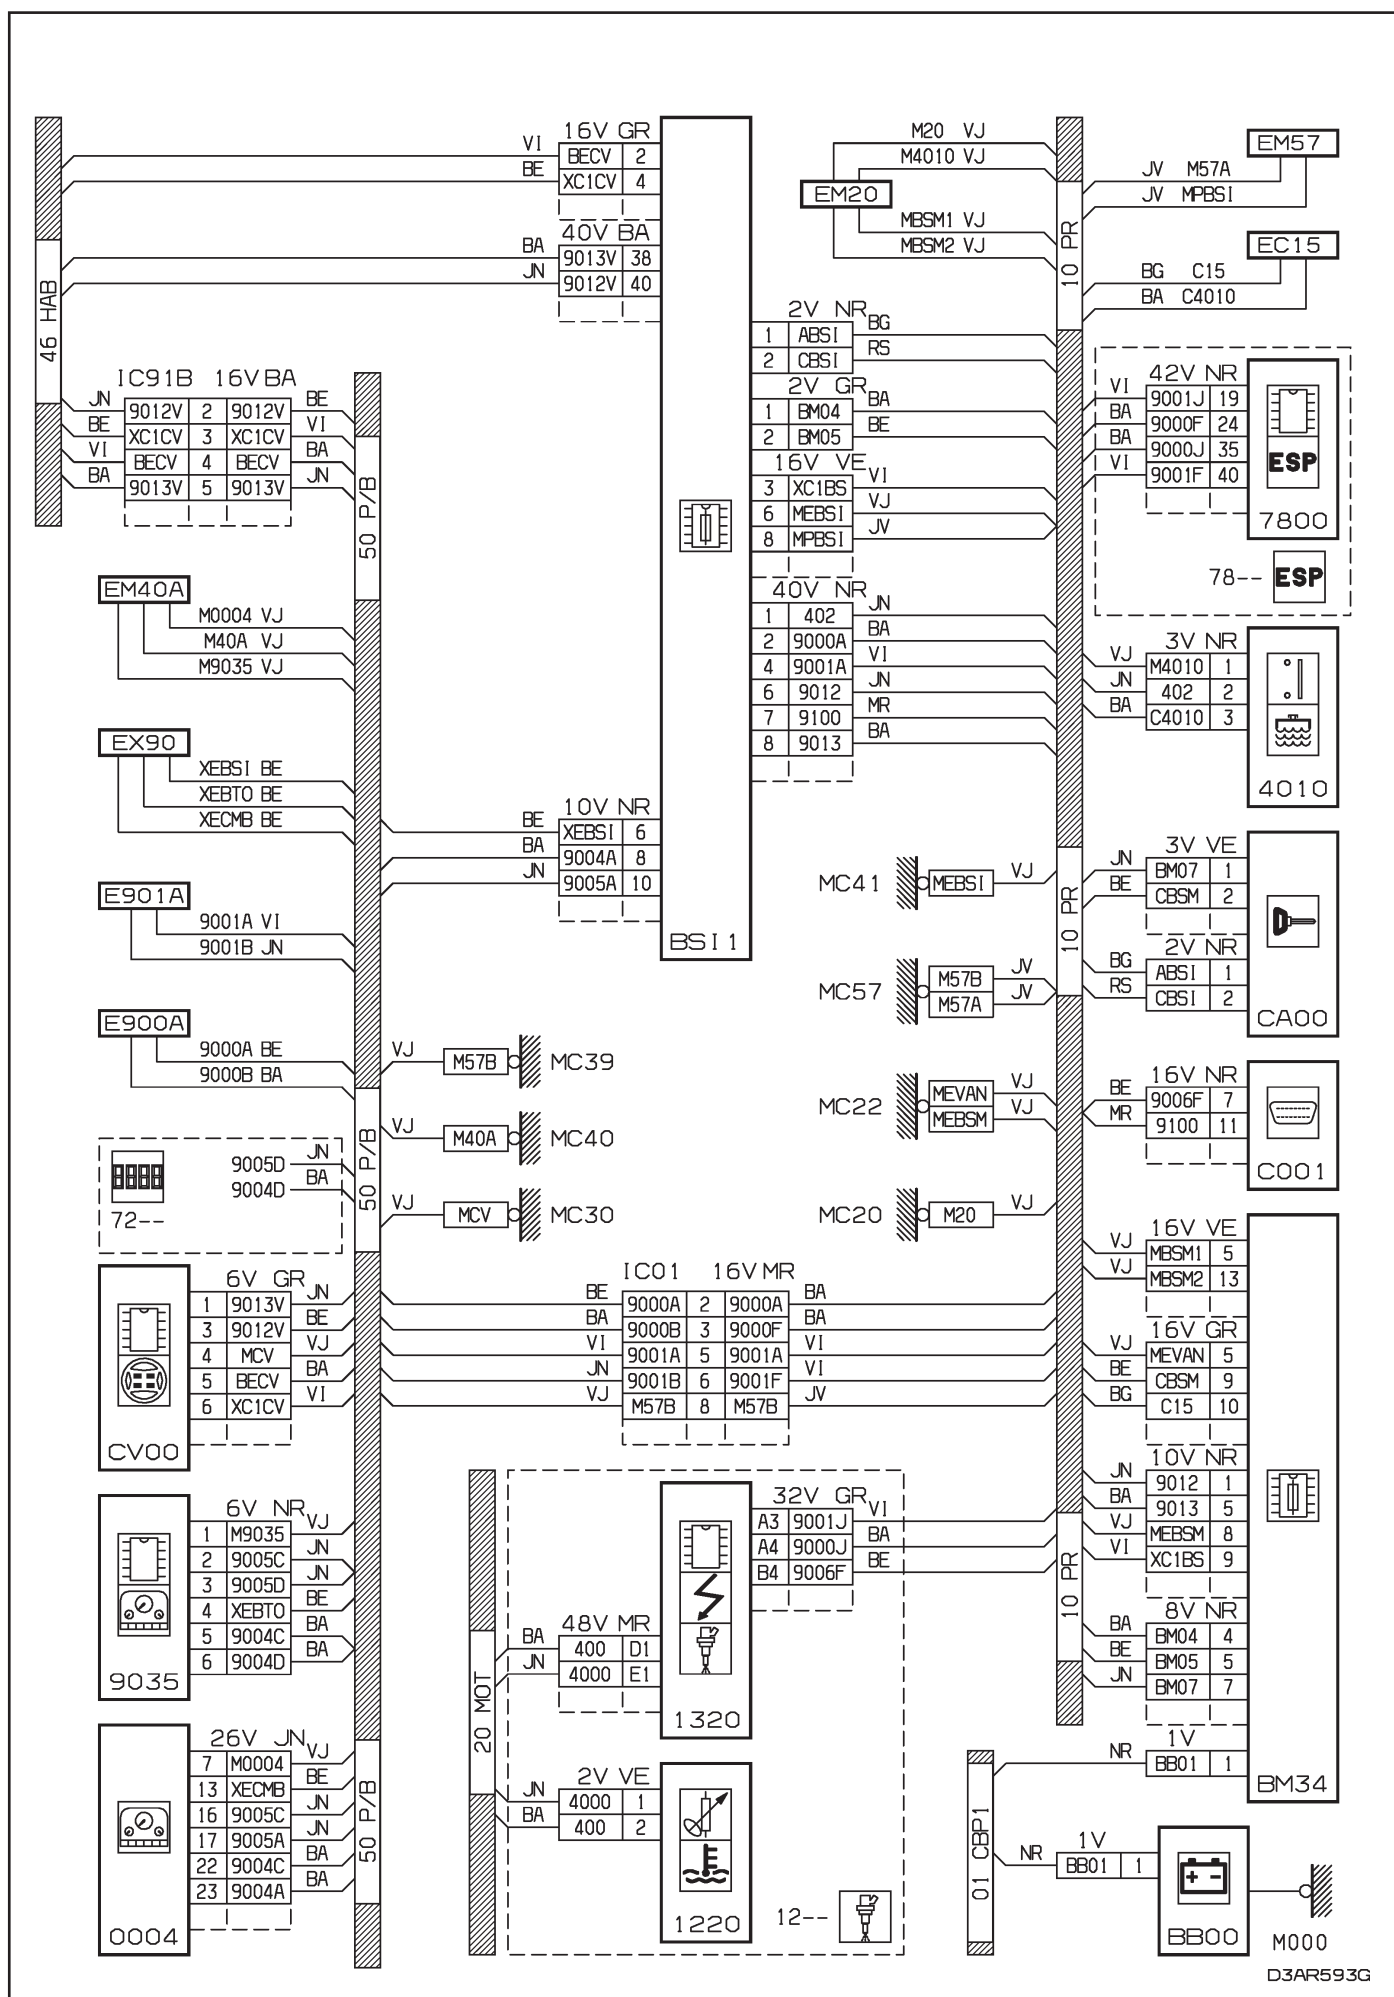 46 HAB
VI
BE
16V GR
BECV 2
XC1CV 4
BA
JN
40V BA
9013V 38
9012V 40
BSI1
M20 VJ
M4010 VJ
EM20
MBSM1 VJ
MBSM2 VJ
10 PR
EM57
JV M57A
JV MPBSI
EC15
BG C15
BA C4010
2V NR
1 ABSI BG
2 CBSI RS
2V GR
1 BM04 BA
2 BM05 BE
16V VE
3 XC1BS VI
6 MEBSI VJ
8 MPBSI JV
40V NR
1 402 JN
2 9000A BA
4 9001A VI
6 9012 JN
7 9100 MR
8 9013 BA
42V NR
VI 9001J 19
BA 9000F 24
BA 9000J 35
VI 9001F 40
ESP
7800
78-- ESP
IC91B 16V BA
JN 9012V 2 9012V BE
BE XC1CV 3 XC1CV VI
VI BECV 4 BECV BA
BA 9013V 5 9013V JN
50 P/B
EM40A
M0004 VJ
M40A VJ
M9035 VJ
EX90
XEBSI BE
XEBTO BE
XECMB BE
E901A
9001A VI
9001B JN
E900A
9000A BE
9000B BA
10V NR
BE XEBSI 6
BA 9004A 8
JN 9005A 10
3V NR
VJ M4010 1
JN 402 2
BA C4010 3
4010
MC41 MEBSI VJ
10 PR
3V VE
JN BM07 1
BE CBSM 2
2V NR
BG ABSI 1
RS CBSI 2
CA00
MC57
M57B JV
M57A JV
VJ M57B MC39
VJ M40A MC40
VJ MCV MC30
MC22
MEVAN VJ
MEBSM VJ
MC20 M20 VJ
16V NR
BE 9006F 7
MR 9100 11
C001
72--
9005D JN
9004D BA
50 P/B
6V GR
1 9013V JN
3 9012V BE
4 MCV VJ
5 BECV BA
6 XC1CV VI
CV00
IC01 16V MR
BE 9000A 2 9000A BA
BA 9000B 3 9000F BA
VI 9001A 5 9001A VI
JN 9001B 6 9001F VI
VJ M57B 8 M57B JV
16V VE
VJ MBSM1 5
VJ MBSM2 13
16V GR
VJ MEVAN 5
BE CBSM 9
BG C15 10
10V NR
JN 9012 1
BA 9013 5
VJ MEBSM 8
VI XC1BS 9
8V NR
BA BM04 4
BE BM05 5
JN BM07 7
1V
NR BB01 1
BM34
6V NR
1 M9035 VJ
2 9005C JN
3 9005D JN
4 XEBTO BE
5 9004C BA
6 9004D BA
9035
26V JN
7 M0004 VJ
13 XECMB BE
16 9005C JN
17 9005A JN
22 9004C BA
23 9004A BA
0004
50 P/B
20 MOT
32V GR
A3 9001J VI
A4 9000J BA
B4 9006F BE
10 PR
48V MR
BA 400 D1
JN 4000 E1
1320
2V VE
JN 4000 1
BA 400 2
1220
12--
01 CBP1
1V
NR BB01 1
BB00
M000
D3AR593G